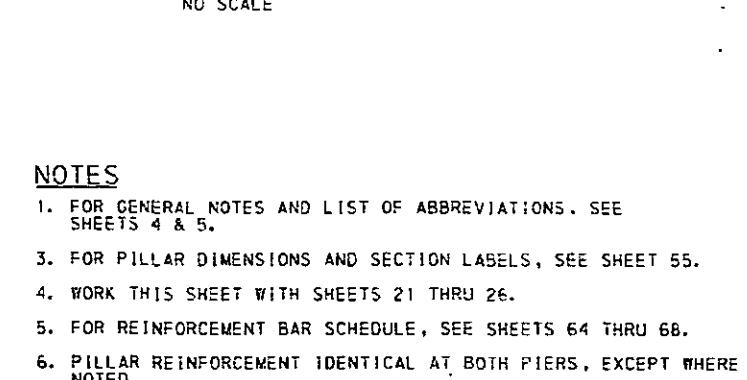 NO SCALE
NOTES
1. FOR GENERAL NOTES AND LIST OF ABBREVIATIONS. SEE
SHEETS 4 & 5.
3. FOR PILLAR DIMENSIONS AND SECTION LABELS, SEE SHEET 55.
4. WORK THIS SHEET WITH SHEETS 21 THRU 26.
5. FOR REINFORCEMENT BAR SCHEDULE, SEE SHEETS 64 THRU 68.
6. PILLAR REINFORCEMENT IDENTICAL AT BOTH PIERS, EXCEPT WHERE
NOTED